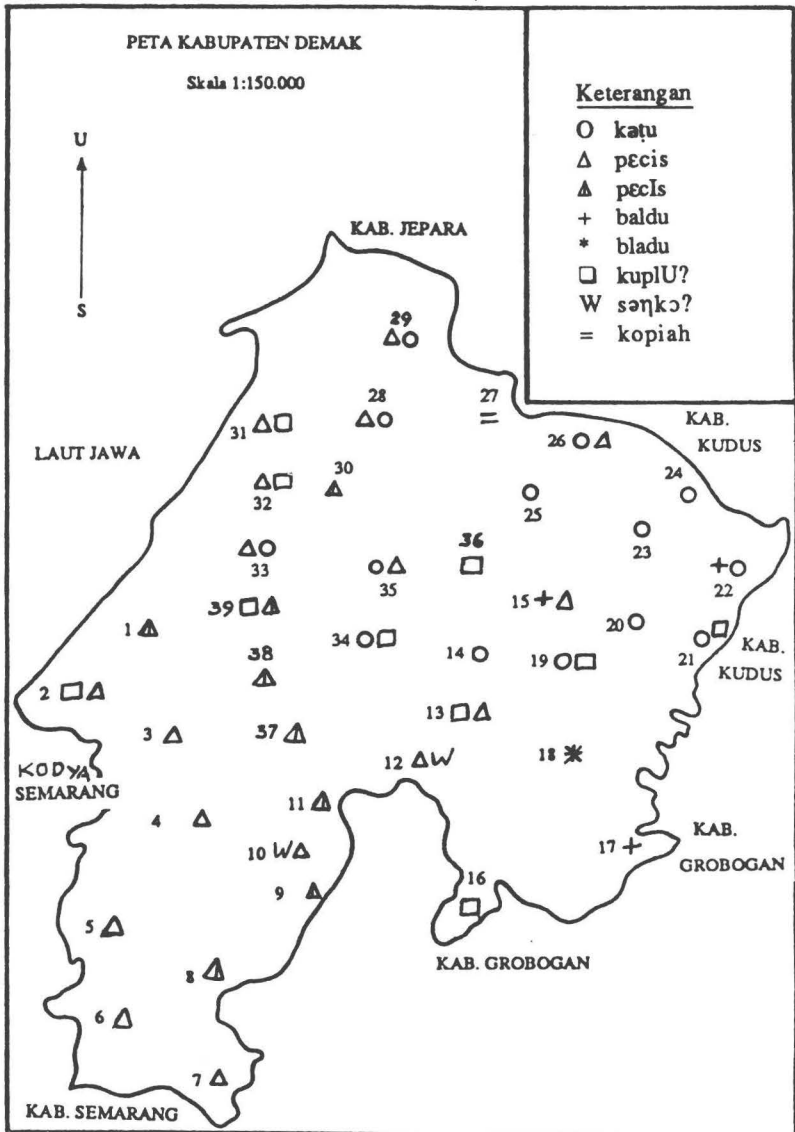 PETA KABUPATEN DEMAK
Skala 1:150.000
U
S
Keterangan
O kəṭu
Δ pɛcis
◮ pɛcIs
+ baldu
* bladu
□ kuplU?
W səŋkɔ?
= kopiah
KAB. JEPARA
LAUT JAWA
KAB.
KUDUS
29
28
27
31
26
24
30
32
25
23
36
33
35
22
39
15
1
20
34
14
19
21
KAB.
KUDUS
38
2
13
3
37
12 W
18
KODYA
SEMARANG
11
4
10 W
17
KAB.
GROBOGAN
9
16
5
KAB. GROBOGAN
8
6
7
KAB. SEMARANG